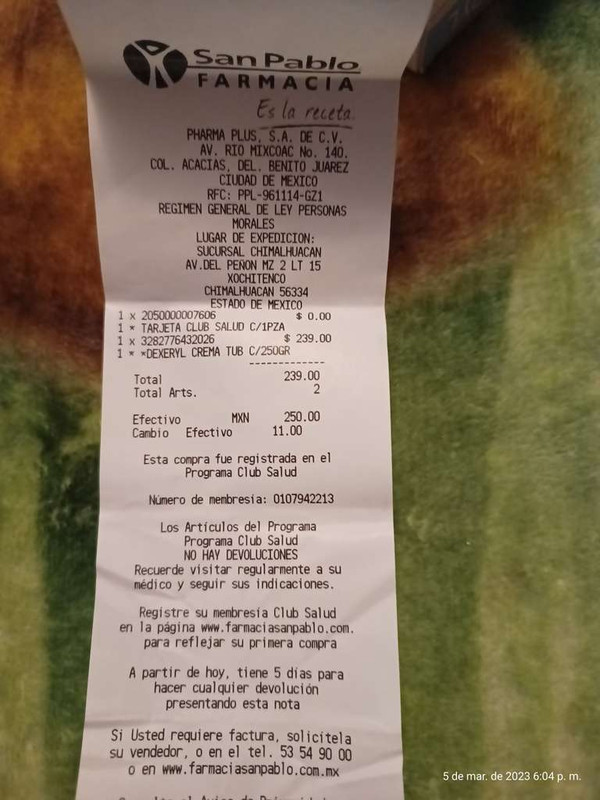 San Pablo
FARMACIA
Es la receta.
PHARMA PLUS, S.A. DE C.V.
AV. RIO MIXCOAC No. 140.
COL. ACACIAS, DEL. BENITO JUAREZ
CIUDAD DE MEXICO
RFC: PPL-961114-GZ1
REGIMEN GENERAL DE LEY PERSONAS
MORALES
LUGAR DE EXPEDICION:
SUCURSAL CHIMALHUACAN
AV.DEL PEÑON MZ 2 LT 15
XOCHITENCO
CHIMALHUACAN 56334
ESTADO DE MEXICO
1 x 2050000007606 $ 0.00
1 * TARJETA CLUB SALUD C/1PZA
1 x 3282776432026 $ 239.00
1 * *DEXERYL CREMA TUB C/250GR
Total 239.00
Total Arts. 2
Efectivo MXN 250.00
Cambio Efectivo 11.00
Esta compra fue registrada en el
Programa Club Salud
Número de membresia: 0107942213
Los Artículos del Programa
Programa Club Salud
NO HAY DEVOLUCIONES
Recuerde visitar regularmente a su
médico y seguir sus indicaciones.
Registre su membresía Club Salud
en la página www.farmaciasanpablo.com.
para reflejar su primera compra
A partir de hoy, tiene 5 días para
hacer cualquier devolución
presentando esta nota
Si Usted requiere factura, solicítela
su vendedor, o en el tel. 53 54 90 00
o en www.farmaciasanpablo.com.mx
5 de mar. de 2023 6:04 p. m.